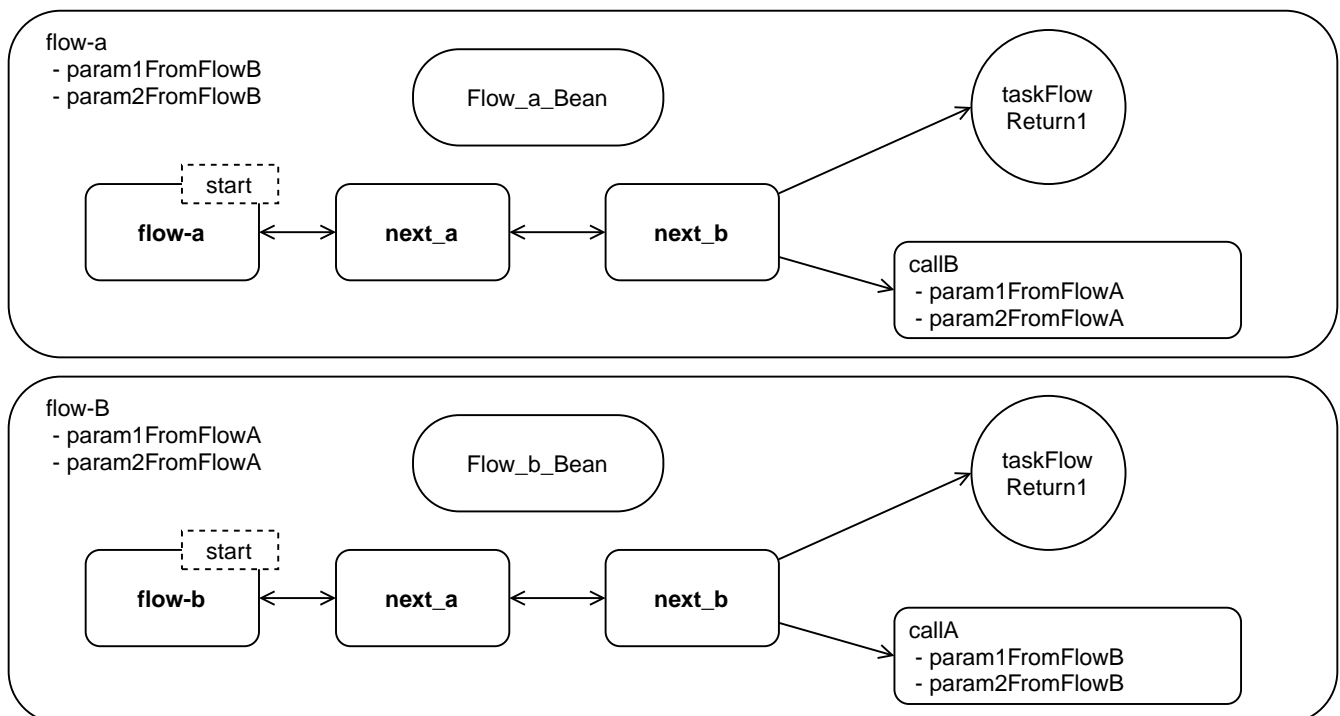 flow-a
- param1FromFlowB
- param2FromFlowB
Flow_a_Bean
taskFlow
Return1
start
flow-a
next_a
next_b
callB
- param1FromFlowA
- param2FromFlowA
flow-B
- param1FromFlowA
- param2FromFlowA
Flow_b_Bean
taskFlow
Return1
start
flow-b
next_a
next_b
callA
- param1FromFlowB
- param2FromFlowB